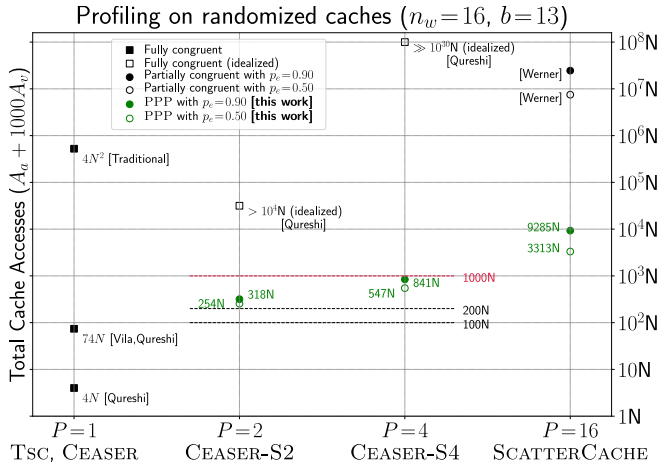 Profiling on randomized caches (n_w=16, b=13)
Total Cache Accesses (A_a + 1000A_v)
Fully congruent
Fully congruent (idealized)
Partially congruent with p_e=0.90
Partially congruent with p_e=0.50
PPP with p_e=0.90 [this work]
PPP with p_e=0.50 [this work]
≫ 10^30N (idealized)
[Qureshi]
[Werner]
[Werner]
4N^2 [Traditional]
> 10^4N (idealized)
[Qureshi]
9285N
3313N
1000N
318N
254N
841N
547N
200N
100N
74N [Vila,Qureshi]
4N [Qureshi]
10^8N
10^7N
10^6N
10^5N
10^4N
10^3N
10^2N
10N
1N
P=1
TSC, CEASER
P=2
CEASER-S2
P=4
CEASER-S4
P=16
SCATTERCACHE